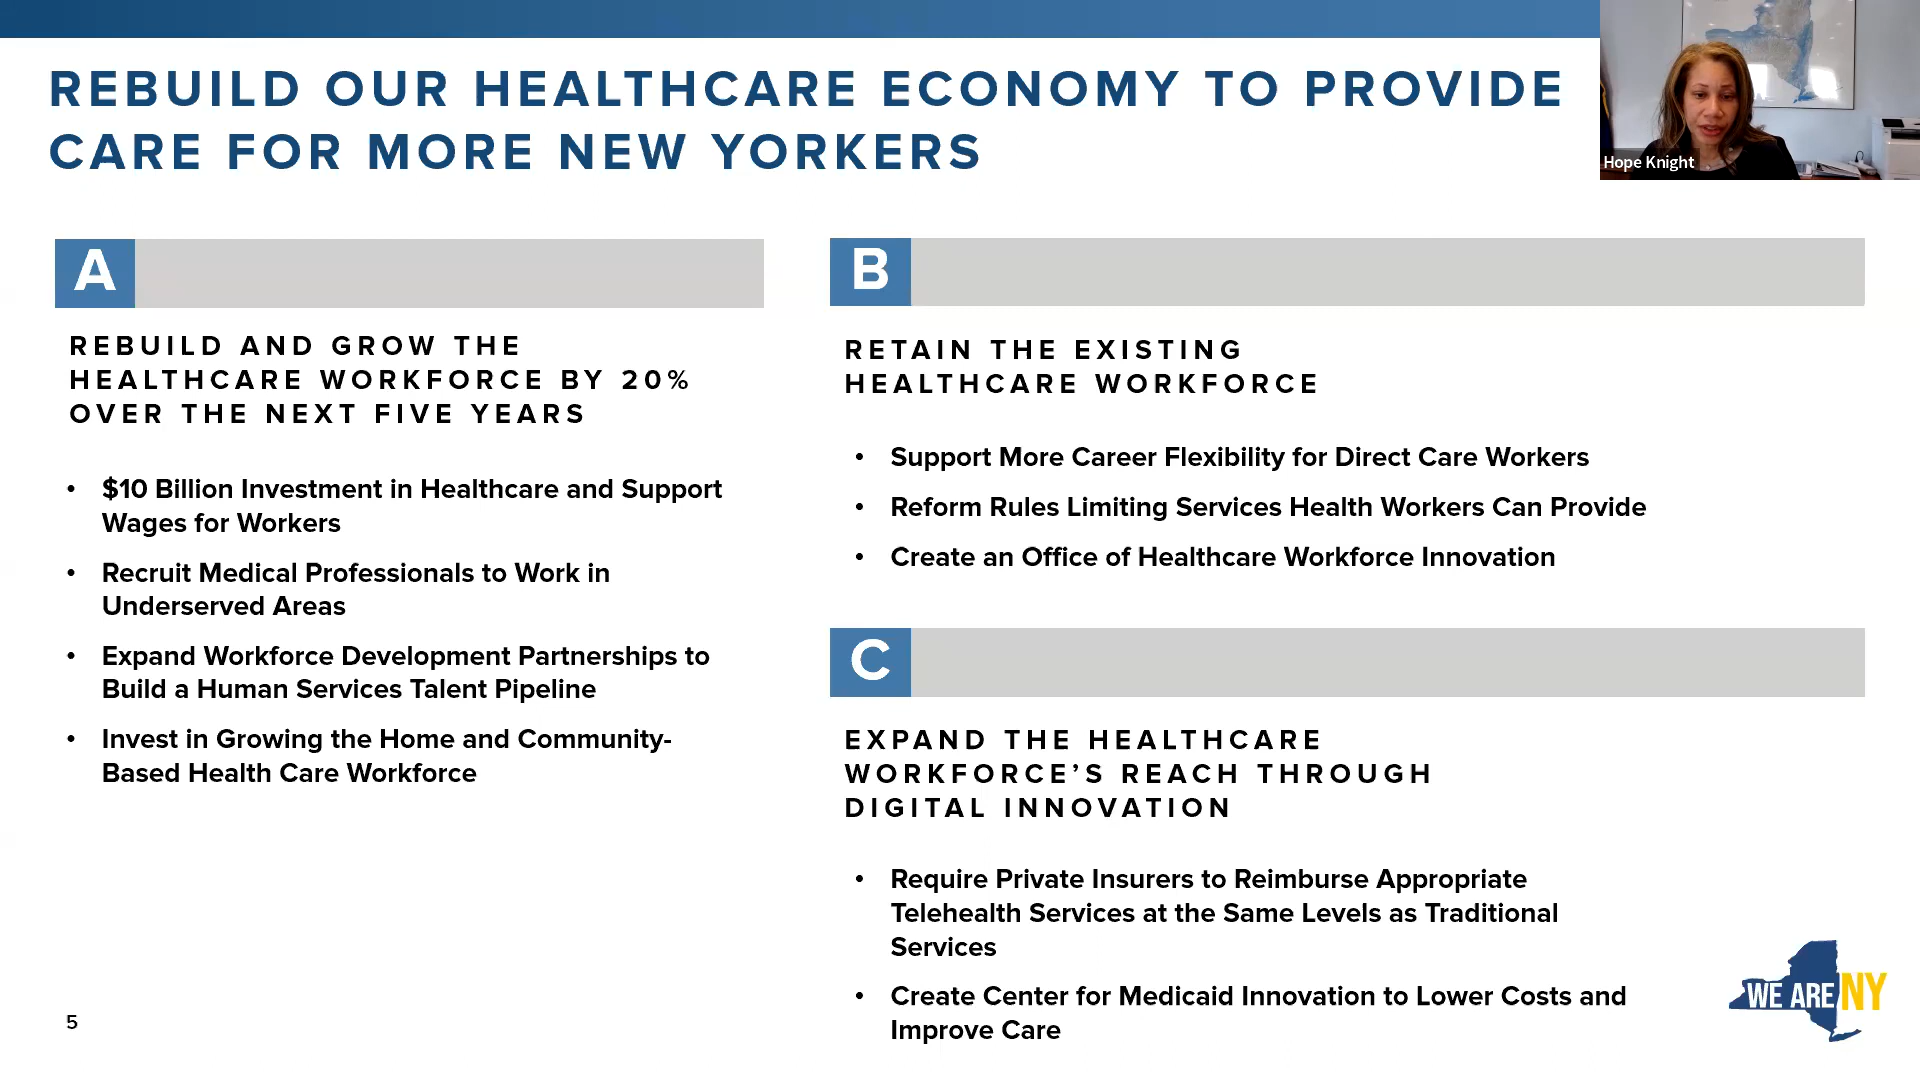 REBUILD OUR HEALTHCARE ECONOMY TO PROVIDE
CARE FOR MORE NEW YORKERS
Hope Knight
A
REBUILD AND GROW THE
HEALTHCARE WORKFORCE BY 20%
OVER THE NEXT FIVE YEARS
• $10 Billion Investment in Healthcare and Support
Wages for Workers
• Recruit Medical Professionals to Work in
Underserved Areas
• Expand Workforce Development Partnerships to
Build a Human Services Talent Pipeline
• Invest in Growing the Home and Community-
Based Health Care Workforce
B
RETAIN THE EXISTING
HEALTHCARE WORKFORCE
• Support More Career Flexibility for Direct Care Workers
• Reform Rules Limiting Services Health Workers Can Provide
• Create an Office of Healthcare Workforce Innovation
C
EXPAND THE HEALTHCARE
WORKFORCE’S REACH THROUGH
DIGITAL INNOVATION
• Require Private Insurers to Reimburse Appropriate
Telehealth Services at the Same Levels as Traditional
Services
• Create Center for Medicaid Innovation to Lower Costs and
Improve Care
5
WE ARE NY